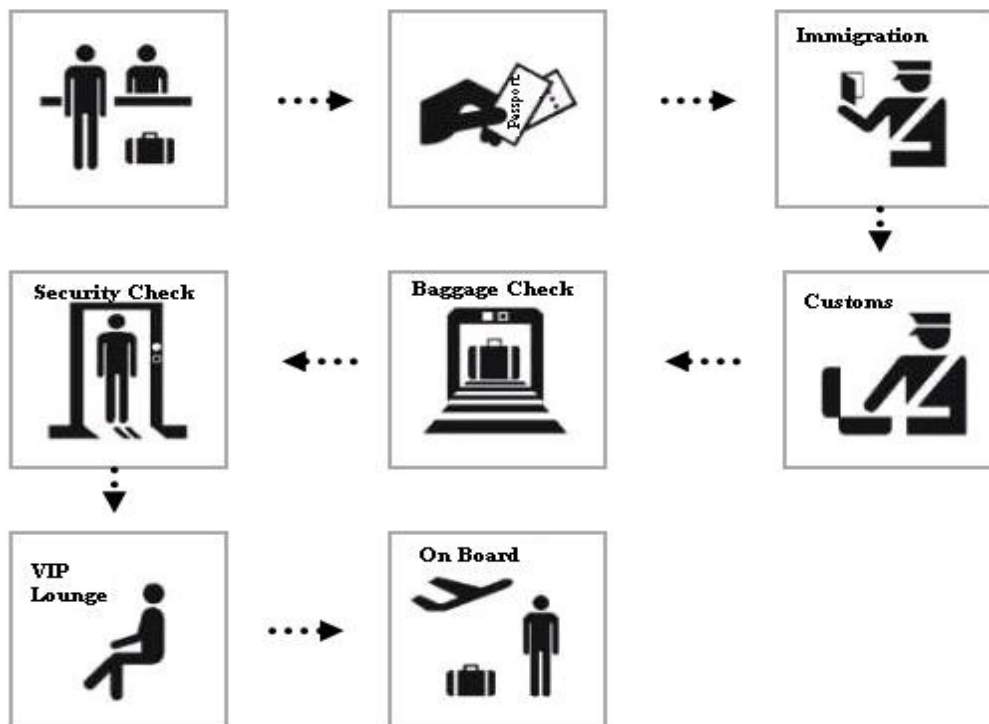 Passport
Immigration
Customs
Baggage Check
Security Check
VIP
Lounge
On Board